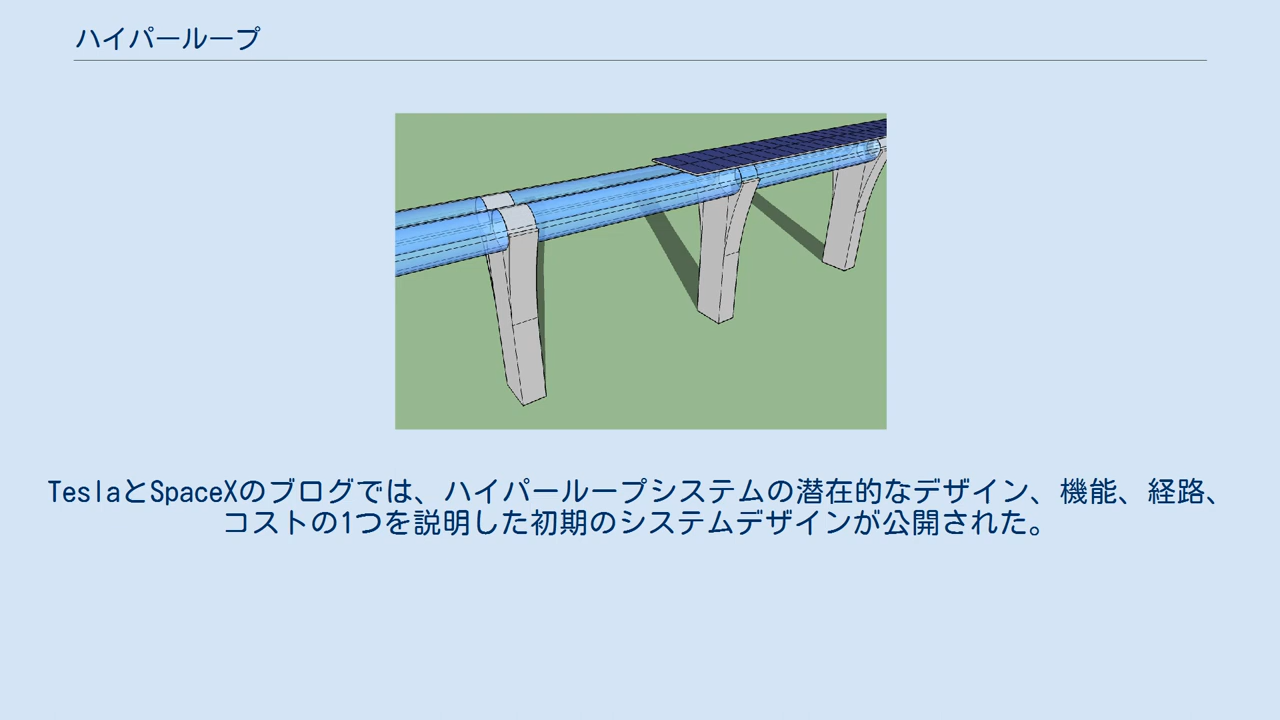 ハイパーループ
TeslaとSpaceXのブログでは、ハイパーループシステムの潜在的なデザイン、機能、経路、
コストの1つを説明した初期のシステムデザインが公開された。